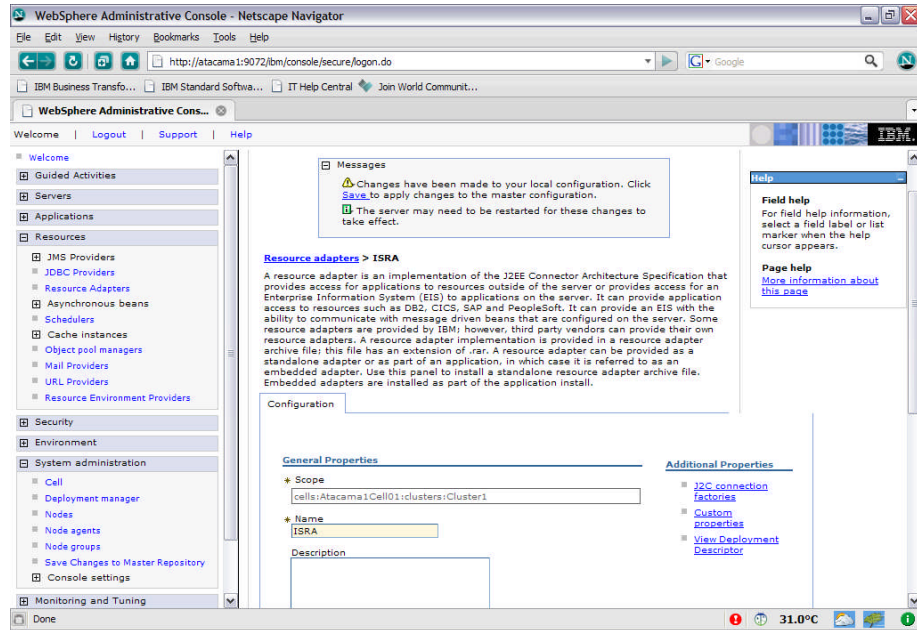 WebSphere Administrative Console - Netscape Navigator
File Edit View History Bookmarks Tools Help
http://atacama1:9072/ibm/console/secure/logon.do
G Google
IBM Business Transfo... IBM Standard Softwa... IT Help Central Join World Communit...
WebSphere Administrative Cons...
Welcome | Logout | Support | Help
IBM.
Welcome
Guided Activities
Servers
Applications
Resources
JMS Providers
JDBC Providers
Resource Adapters
Asynchronous beans
Schedulers
Cache instances
Object pool managers
Mail Providers
URL Providers
Resource Environment Providers
Security
Environment
System administration
Cell
Deployment manager
Nodes
Node agents
Node groups
Save Changes to Master Repository
Console settings
Monitoring and Tuning
Messages
Changes have been made to your local configuration. Click
Save to apply changes to the master configuration.
The server may need to be restarted for these changes to
take effect.
Resource adapters > ISRA
A resource adapter is an implementation of the J2EE Connector Architecture Specification that
provides access for applications to resources outside of the server or provides access for an
Enterprise Information System (EIS) to applications on the server. It can provide application
access to resources such as DB2, CICS, SAP and PeopleSoft. It can provide an EIS with the
ability to communicate with message driven beans that are configured on the server. Some
resource adapters are provided by IBM; however, third party vendors can provide their own
resource adapters. A resource adapter implementation is provided in a resource adapter
archive file; this file has an extension of .rar. A resource adapter can be provided as a
standalone adapter or as part of an application, in which case it is referred to as an
embedded adapter. Use this panel to install a standalone resource adapter archive file.
Embedded adapters are installed as part of the application install.
Configuration
General Properties
* Scope
cells:Atacama1Cell01:clusters:Cluster1
* Name
ISRA
Description
Additional Properties
J2C connection
factories
Custom
properties
View Deployment
Descriptor
Help
Field help
For field help information,
select a field label or list
marker when the help
cursor appears.
Page help
More information about
this page
Done
31.0°C